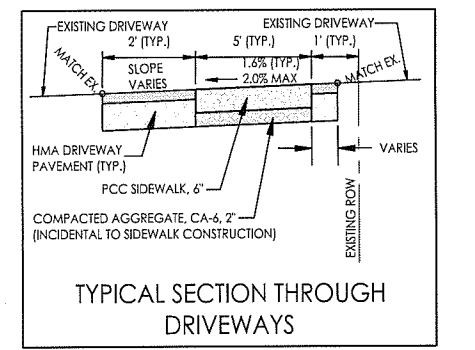 EXISTING DRIVEWAY
EXISTING DRIVEWAY
2' (TYP.)
5' (TYP.)
1' (TYP.)
MATCH EX.
SLOPE
VARIES
1.6% (TYP.)
2.0% MAX
MATCH EX.
HMA DRIVEWAY
PAVEMENT (TYP.)
VARIES
PCC SIDEWALK, 6"
COMPACTED AGGREGATE, CA-6, 2"
(INCIDENTAL TO SIDEWALK CONSTRUCTION)
EXISTING ROW
TYPICAL SECTION THROUGH
DRIVEWAYS